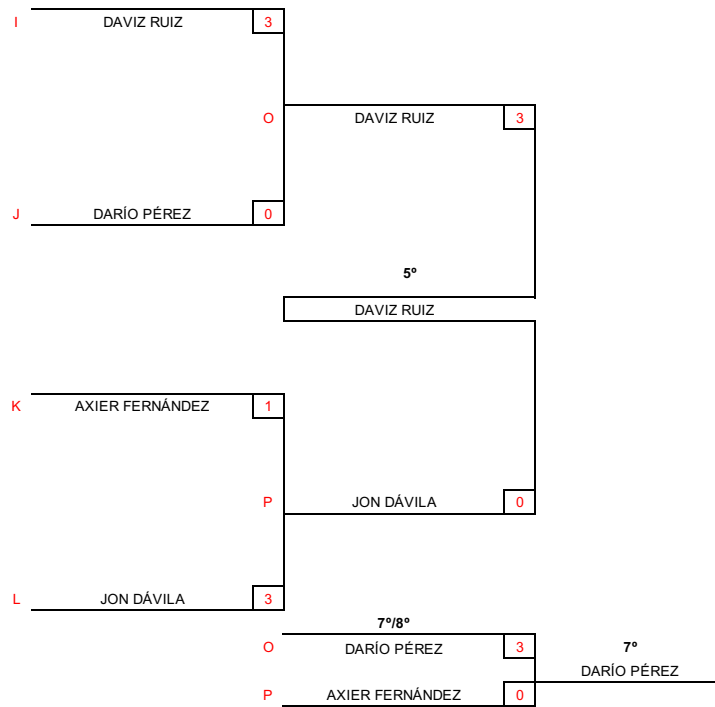 I DAVIZ RUIZ 3
O DAVIZ RUIZ 3
J DARÍO PÉREZ 0
5º
DAVIZ RUIZ
K AXIER FERNÁNDEZ 1
P JON DÁVILA 0
L JON DÁVILA 3
7º/8º
O DARÍO PÉREZ 3 7º
DARÍO PÉREZ
P AXIER FERNÁNDEZ 0